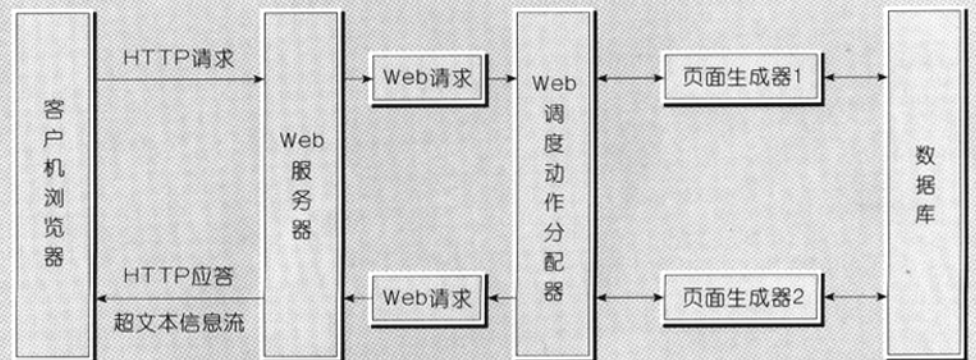 客户机浏览器
HTTP请求
HTTP应答
超文本信息流
Web
服务器
Web请求
Web请求
Web
调度动作分配器
页面生成器1
页面生成器2
数据库